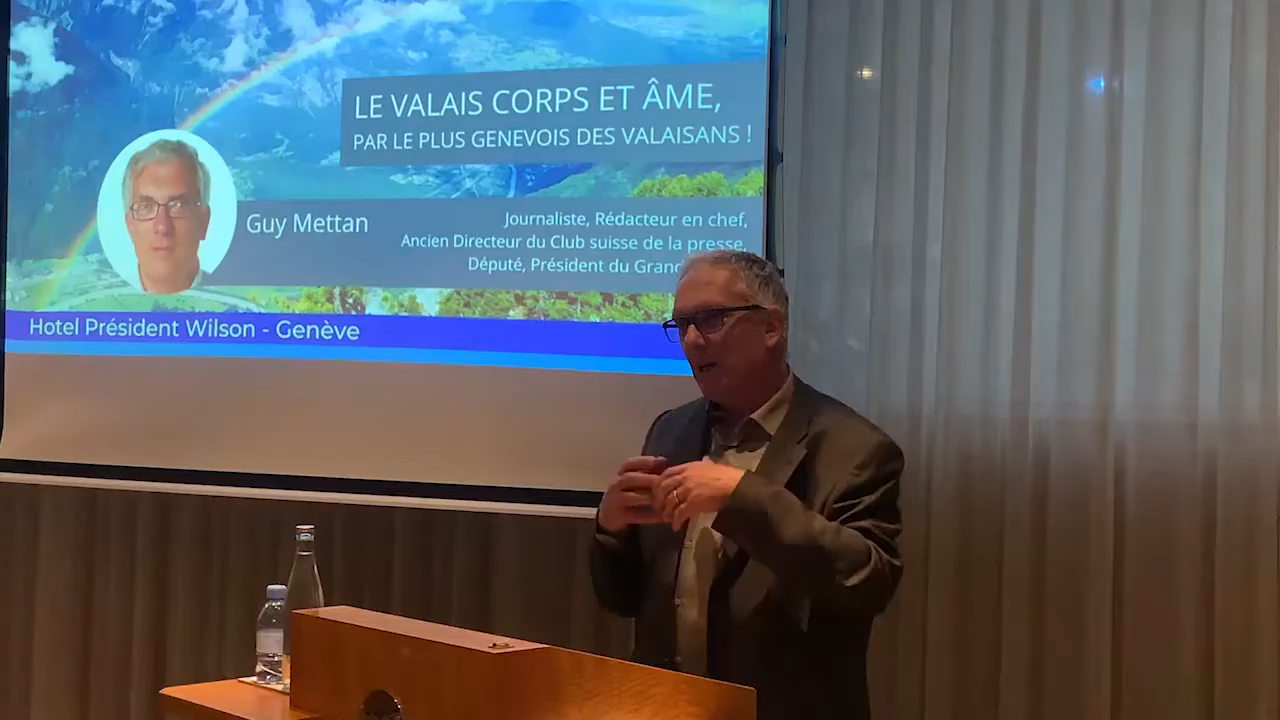 LE VALAIS CORPS ET ÂME,
PAR LE PLUS GENEVOIS DES VALAISANS !
Guy Mettan
Journaliste, Rédacteur en chef,
Ancien Directeur du Club suisse de la presse,
Député, Président du
Hotel Président Wilson - Genève